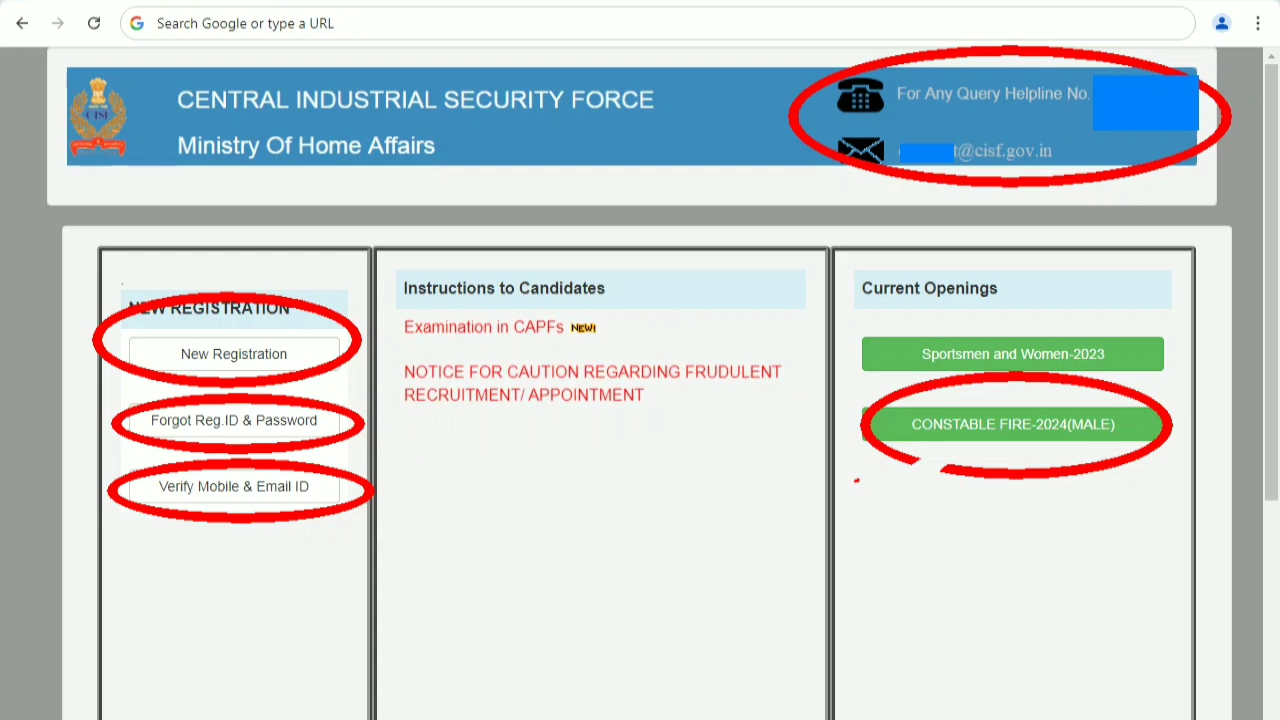 Search Google or type a URL
CENTRAL INDUSTRIAL SECURITY FORCE
Ministry Of Home Affairs
CISF
For Any Query Helpline No.
t@cisf.gov.in
NEW REGISTRATION
New Registration
Forgot Reg.ID & Password
Verify Mobile & Email ID
Instructions to Candidates
Examination in CAPFs NEW!
NOTICE FOR CAUTION REGARDING FRUDULENT
RECRUITMENT/ APPOINTMENT
Current Openings
Sportsmen and Women-2023
CONSTABLE FIRE-2024(MALE)